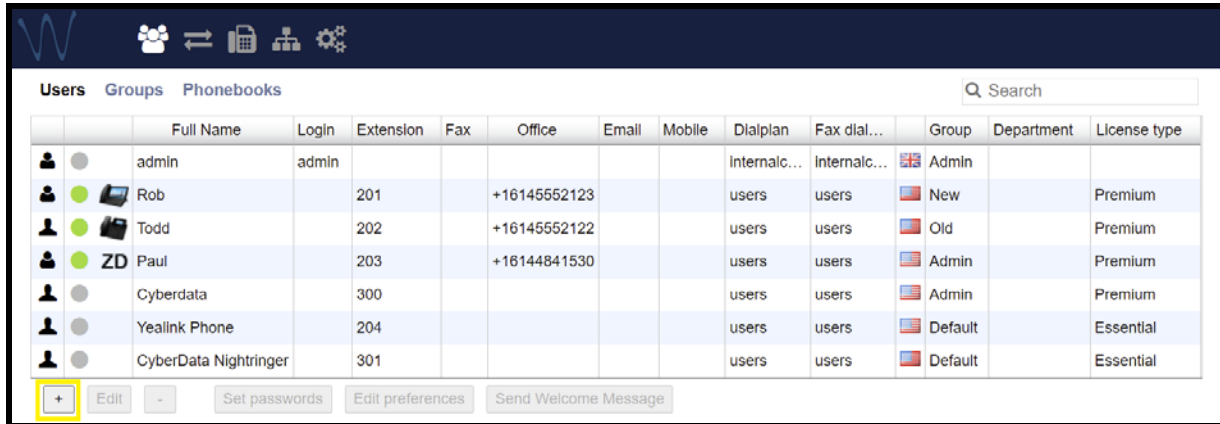 Users Groups Phonebooks Search
Full Name Login Extension Fax Office Email Mobile Dialplan Fax dial... Group Department License type
admin admin internalc... internalc... Admin
Rob 201 +16145552123 users users New Premium
Todd 202 +16145552122 users users Old Premium
ZD Paul 203 +16144841530 users users Admin Premium
Cyberdata 300 users users Admin Premium
Yealink Phone 204 users users Default Essential
CyberData Nightringer 301 users users Default Essential
+ Edit - Set passwords Edit preferences Send Welcome Message